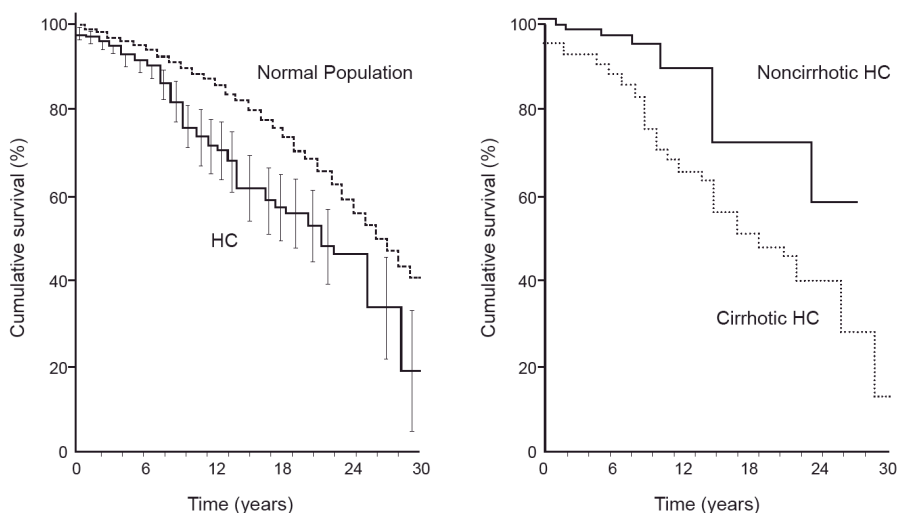 100
80
60
40
20
0
Cumulative survival (%)
Normal Population
HC
0 6 12 18 24 30
Time (years)
100
80
60
40
20
0
Cumulative survival (%)
Noncirrhotic HC
Cirrhotic HC
0 6 12 18 24 30
Time (years)